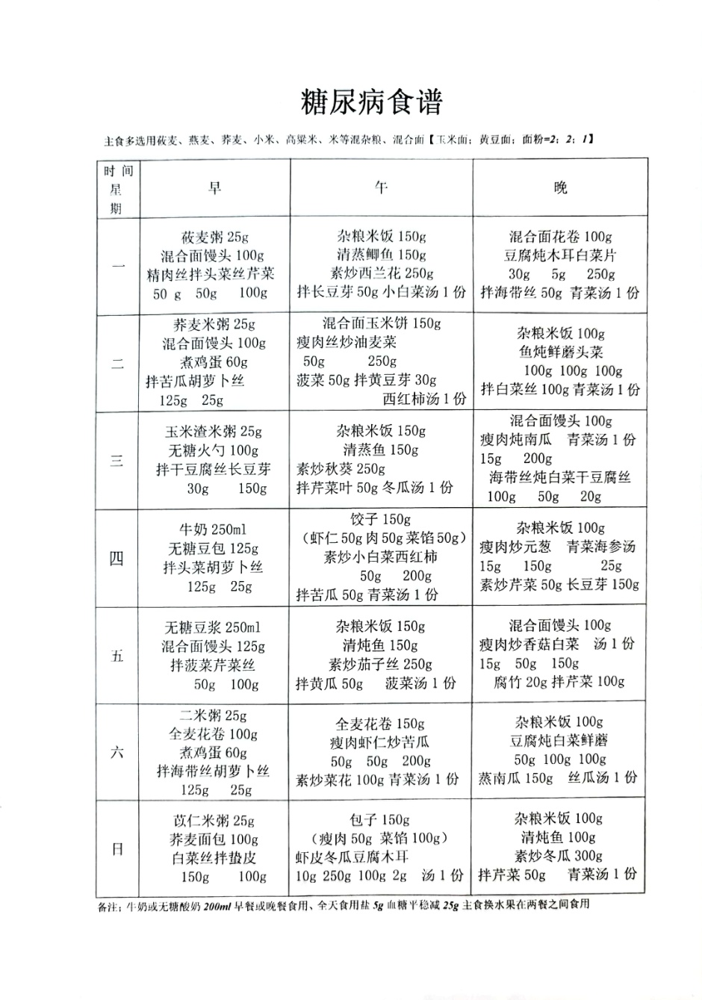 糖尿病食谱
主食多选用莜麦、燕麦、荞麦、小米、高粱米、米等混杂粮、混合面【玉米面；黄豆面；面粉=2；2；1】
时间
星
期
早
午
晚
一
莜麦粥 25g
混合面馒头 100g
精肉丝拌头菜丝芹菜
50 g 50g 100g
杂粮米饭 150g
清蒸鲫鱼 150g
素炒西兰花 250g
拌长豆芽 50g 小白菜汤 1 份
混合面花卷 100g
豆腐炖木耳白菜片
30g 5g 250g
拌海带丝 50g 青菜汤 1 份
二
荞麦米粥 25g
混合面馒头 100g
煮鸡蛋 60g
拌苦瓜胡萝卜丝
125g 25g
混合面玉米饼 150g
瘦肉丝炒油麦菜
50g 250g
菠菜 50g 拌黄豆芽 30g
西红柿汤 1 份
杂粮米饭 100g
鱼炖鲜蘑头菜
100g 100g 100g
拌白菜丝 100g 青菜汤 1 份
三
玉米渣米粥 25g
无糖火勺 100g
拌干豆腐丝长豆芽
30g 150g
杂粮米饭 150g
清蒸鱼 150g
素炒秋葵 250g
拌芹菜叶 50g 冬瓜汤 1 份
混合面馒头 100g
瘦肉炖南瓜 青菜汤 1 份
15g 200g
海带丝炖白菜干豆腐丝
100g 50g 20g
四
牛奶 250ml
无糖豆包 125g
拌头菜胡萝卜丝
125g 25g
饺子 150g
（虾仁 50g 肉 50g 菜馅 50g）
素炒小白菜西红柿
50g 200g
拌苦瓜 50g 青菜汤 1 份
杂粮米饭 100g
瘦肉炒元葱 青菜海参汤
15g 150g 25g
素炒芹菜 50g 长豆芽 150g
五
无糖豆浆 250ml
混合面馒头 125g
拌菠菜芹菜丝
50g 100g
杂粮米饭 150g
清炖鱼 150g
素炒茄子丝 250g
拌黄瓜 50g 菠菜汤 1 份
混合面馒头 100g
瘦肉炒香菇白菜 汤 1 份
15g 50g 150g
腐竹 20g 拌芹菜 100g
六
二米粥 25g
全麦花卷 100g
煮鸡蛋 60g
拌海带丝胡萝卜丝
125g 25g
全麦花卷 150g
瘦肉虾仁炒苦瓜
50g 50g 200g
素炒菜花 100g 青菜汤 1 份
杂粮米饭 100g
豆腐炖白菜鲜蘑
50g 100g 100g
蒸南瓜 150g 丝瓜汤 1 份
日
苡仁米粥 25g
荞麦面包 100g
白菜丝拌蛰皮
150g 100g
包子 150g
（瘦肉 50g 菜馅 100g）
虾皮冬瓜豆腐木耳
10g 250g 100g 2g 汤 1 份
杂粮米饭 100g
清炖鱼 100g
素炒冬瓜 300g
拌芹菜 50g 青菜汤 1 份
备注；牛奶或无糖酸奶 200ml 早餐或晚餐食用、全天食用盐 5g 血糖平稳减 25g 主食换水果在两餐之间食用